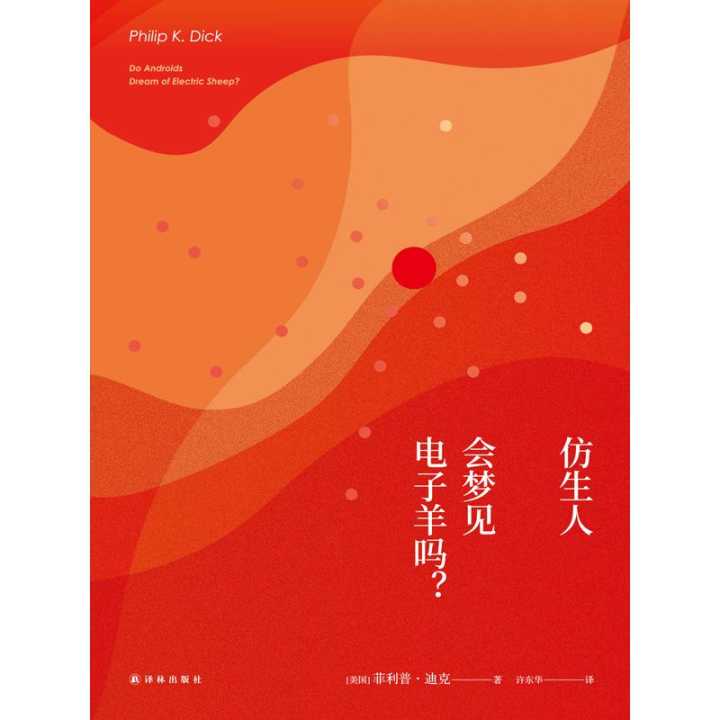 Philip K. Dick
Do Androids
Dream of Electric Sheep?
仿生人
会梦见
电子羊吗？
译林出版社
[美国] 菲利普·迪克———著 许东华———译